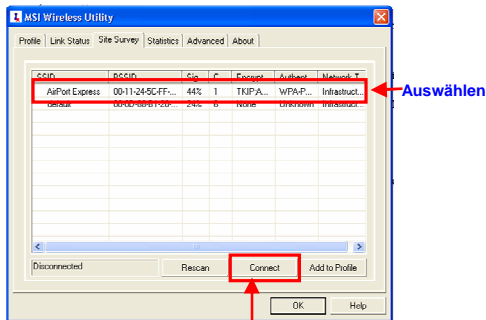 MSI Wireless Utility
Profile Link Status Site Survey Statistics Advanced About
SSID BSSID Sig... C... Encrypt... Authent... Network T...
AirPort Express 00-11-24-5C-FF-... 44% 1 TKIP;A... WPA-P... Infrastruct...
Auswählen
default 24% 6 None Unknown Infrastruct...
Disconnected Rescan Connect Add to Profile
OK Help